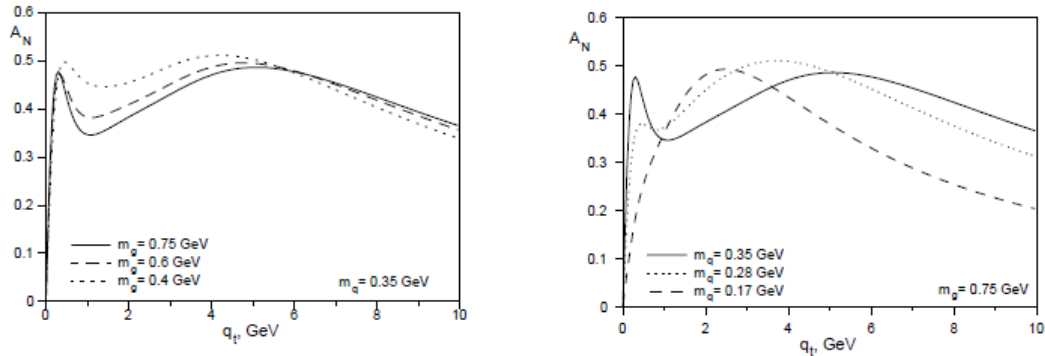 0.6
A_N
0.5
0.4
0.3
0.2
0.1
0
m_g= 0.75 GeV
m_g= 0.6 GeV
m_g= 0.4 GeV
m_q= 0.35 GeV
0 2 4 6 8 10
q_t, GeV
0.6
A_N
0.5
0.4
0.3
0.2
0.1
0
m_q= 0.35 GeV
m_q= 0.28 GeV
m_q= 0.17 GeV
m_g= 0.75 GeV
0 2 4 6 8 10
q_t, GeV